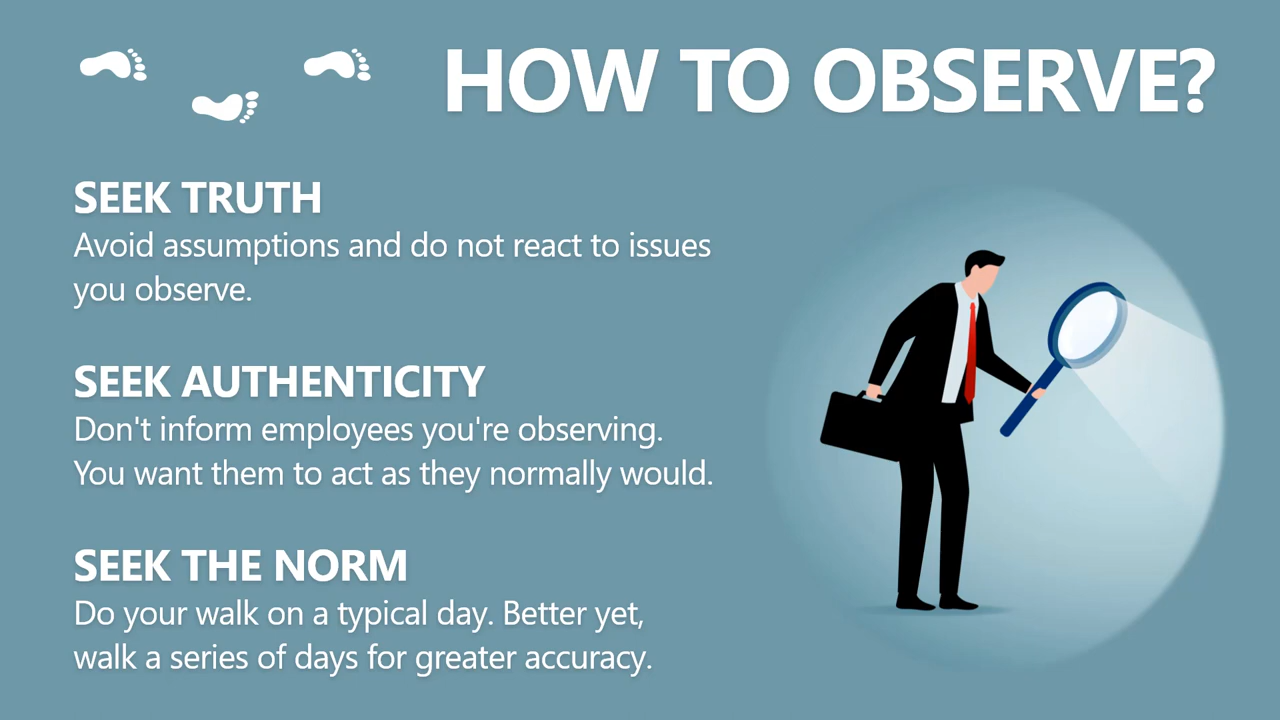 HOW TO OBSERVE?
SEEK TRUTH
Avoid assumptions and do not react to issues
you observe.
SEEK AUTHENTICITY
Don't inform employees you're observing.
You want them to act as they normally would.
SEEK THE NORM
Do your walk on a typical day. Better yet,
walk a series of days for greater accuracy.